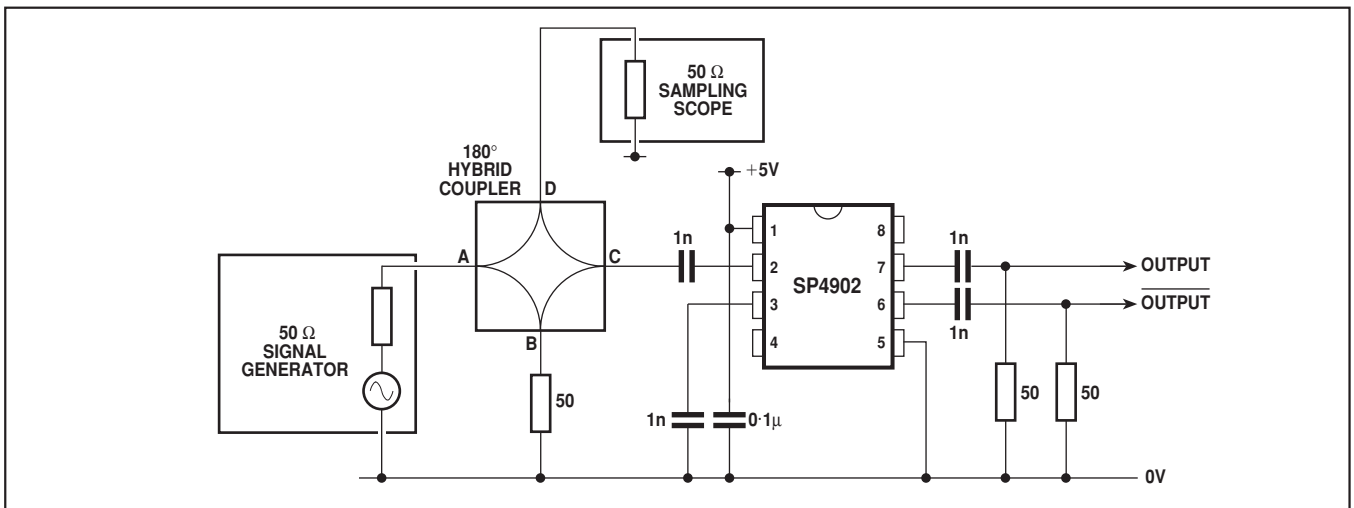 50 Ω
SAMPLING
SCOPE
180°
HYBRID
COUPLER
D
+5V
A
C
B
1n
50 Ω
SIGNAL
GENERATOR
50
1n
0·1μ
1
2
3
4
SP4902
8
7
6
5
1n
1n
OUTPUT
OUTPUT
50
50
0V